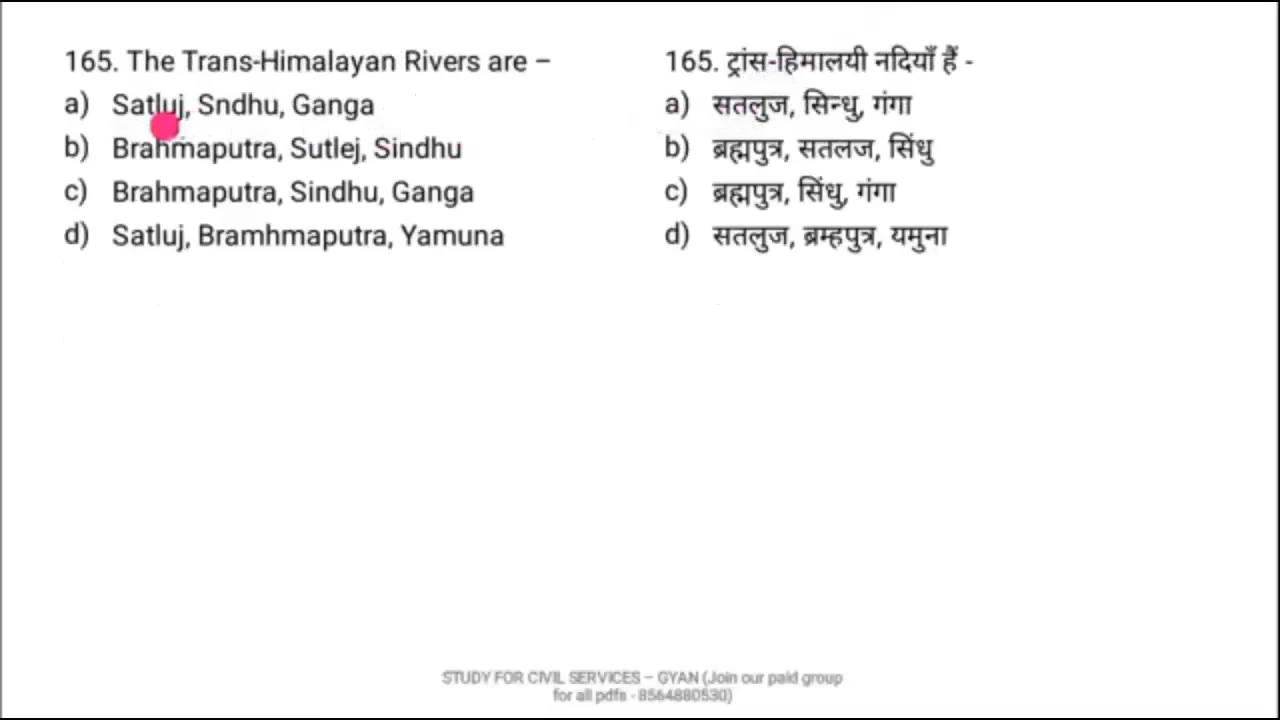 165. The Trans-Himalayan Rivers are –
a) Satluj, Sndhu, Ganga
b) Brahmaputra, Sutlej, Sindhu
c) Brahmaputra, Sindhu, Ganga
d) Satluj, Bramhmaputra, Yamuna
165. ट्रांस-हिमालयी नदियाँ हैं -
a) सतलुज, सिन्धु, गंगा
b) ब्रह्मपुत्र, सतलज, सिंधु
c) ब्रह्मपुत्र, सिंधु, गंगा
d) सतलुज, ब्रम्हपुत्र, यमुना
STUDY FOR CIVIL SERVICES – GYAN (Join our paid group
for all pdfs - 8564880530)